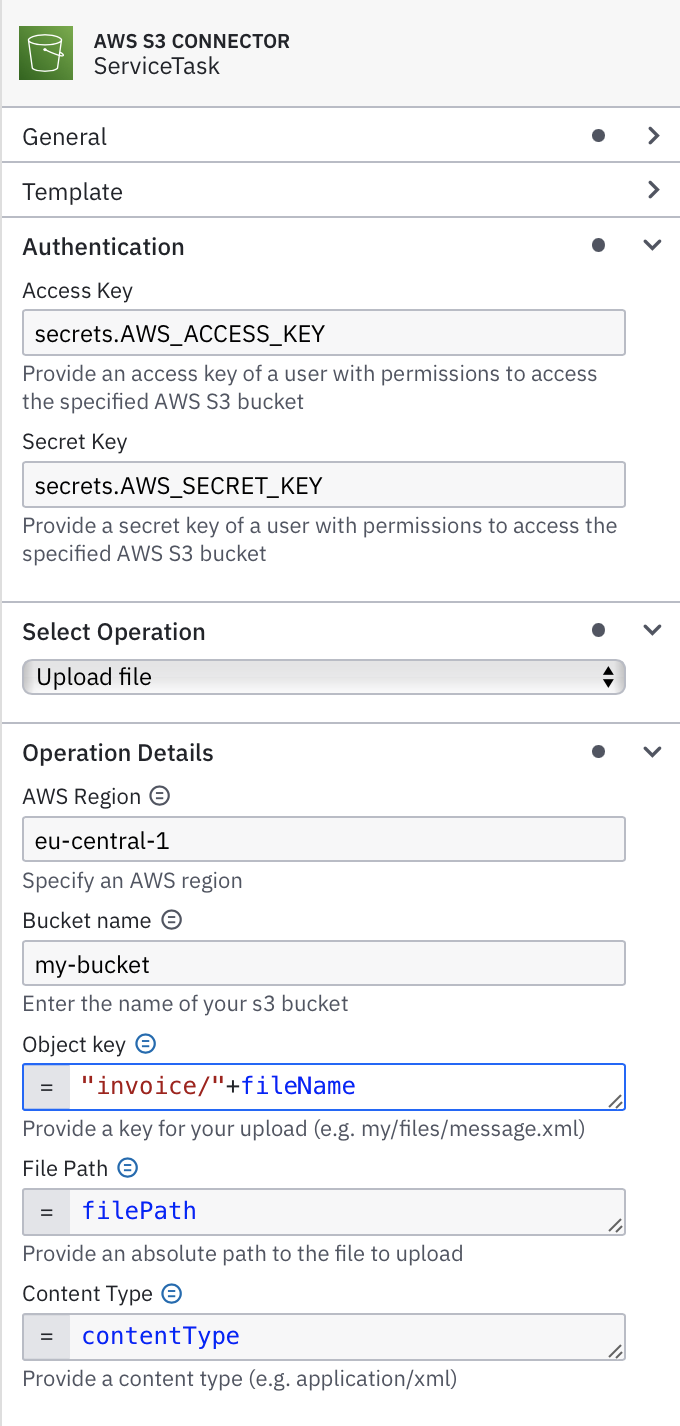 AWS S3 CONNECTOR
ServiceTask
General
Template
Authentication
Access Key
secrets.AWS_ACCESS_KEY
Provide an access key of a user with permissions to access
the specified AWS S3 bucket
Secret Key
secrets.AWS_SECRET_KEY
Provide a secret key of a user with permissions to access the
specified AWS S3 bucket
Select Operation
Upload file
Operation Details
AWS Region
eu-central-1
Specify an AWS region
Bucket name
my-bucket
Enter the name of your s3 bucket
Object key
= "invoice/"+fileName
Provide a key for your upload (e.g. my/files/message.xml)
File Path
= filePath
Provide an absolute path to the file to upload
Content Type
= contentType
Provide a content type (e.g. application/xml)